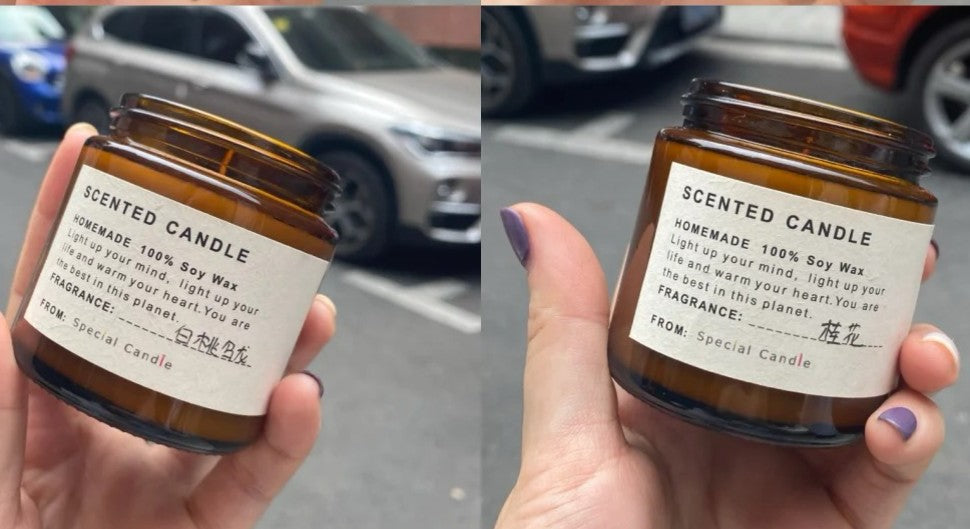 SCENTED CANDLE
HOMEMADE 100% Soy Wax
Light up your mind, light up your
life and warm your heart.You are
the best in this planet.
FRAGRANCE: 白桃乌龙
FROM: Special Candle
SCENTED CANDLE
HOMEMADE 100% Soy Wax
Light up your mind, light up your
life and warm your heart.You are
the best in this planet.
FRAGRANCE: 桂花
FROM: Special Candle